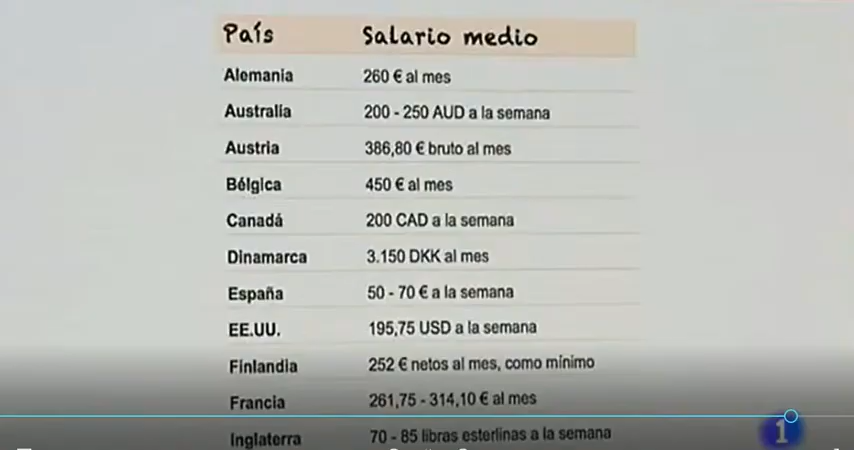 País Salario medio
Alemania 260 € al mes
Australia 200 - 250 AUD a la semana
Austria 386,80 € bruto al mes
Bélgica 450 € al mes
Canadá 200 CAD a la semana
Dinamarca 3.150 DKK al mes
España 50 - 70 € a la semana
EE.UU. 195,75 USD a la semana
Finlandia 252 € netos al mes, como mínimo
Francia 261,75 - 314,10 € al mes
Inglaterra 70 - 85 libras esterlinas a la semana
1